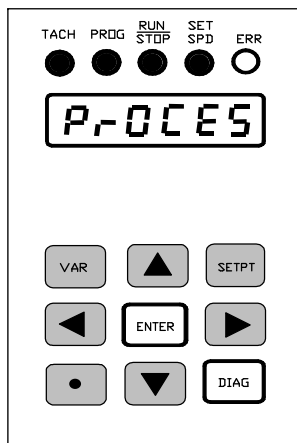 TACH PROG RUN STOP SET SPD ERR
PrOCES
VAR SETPT
ENTER
DIAG